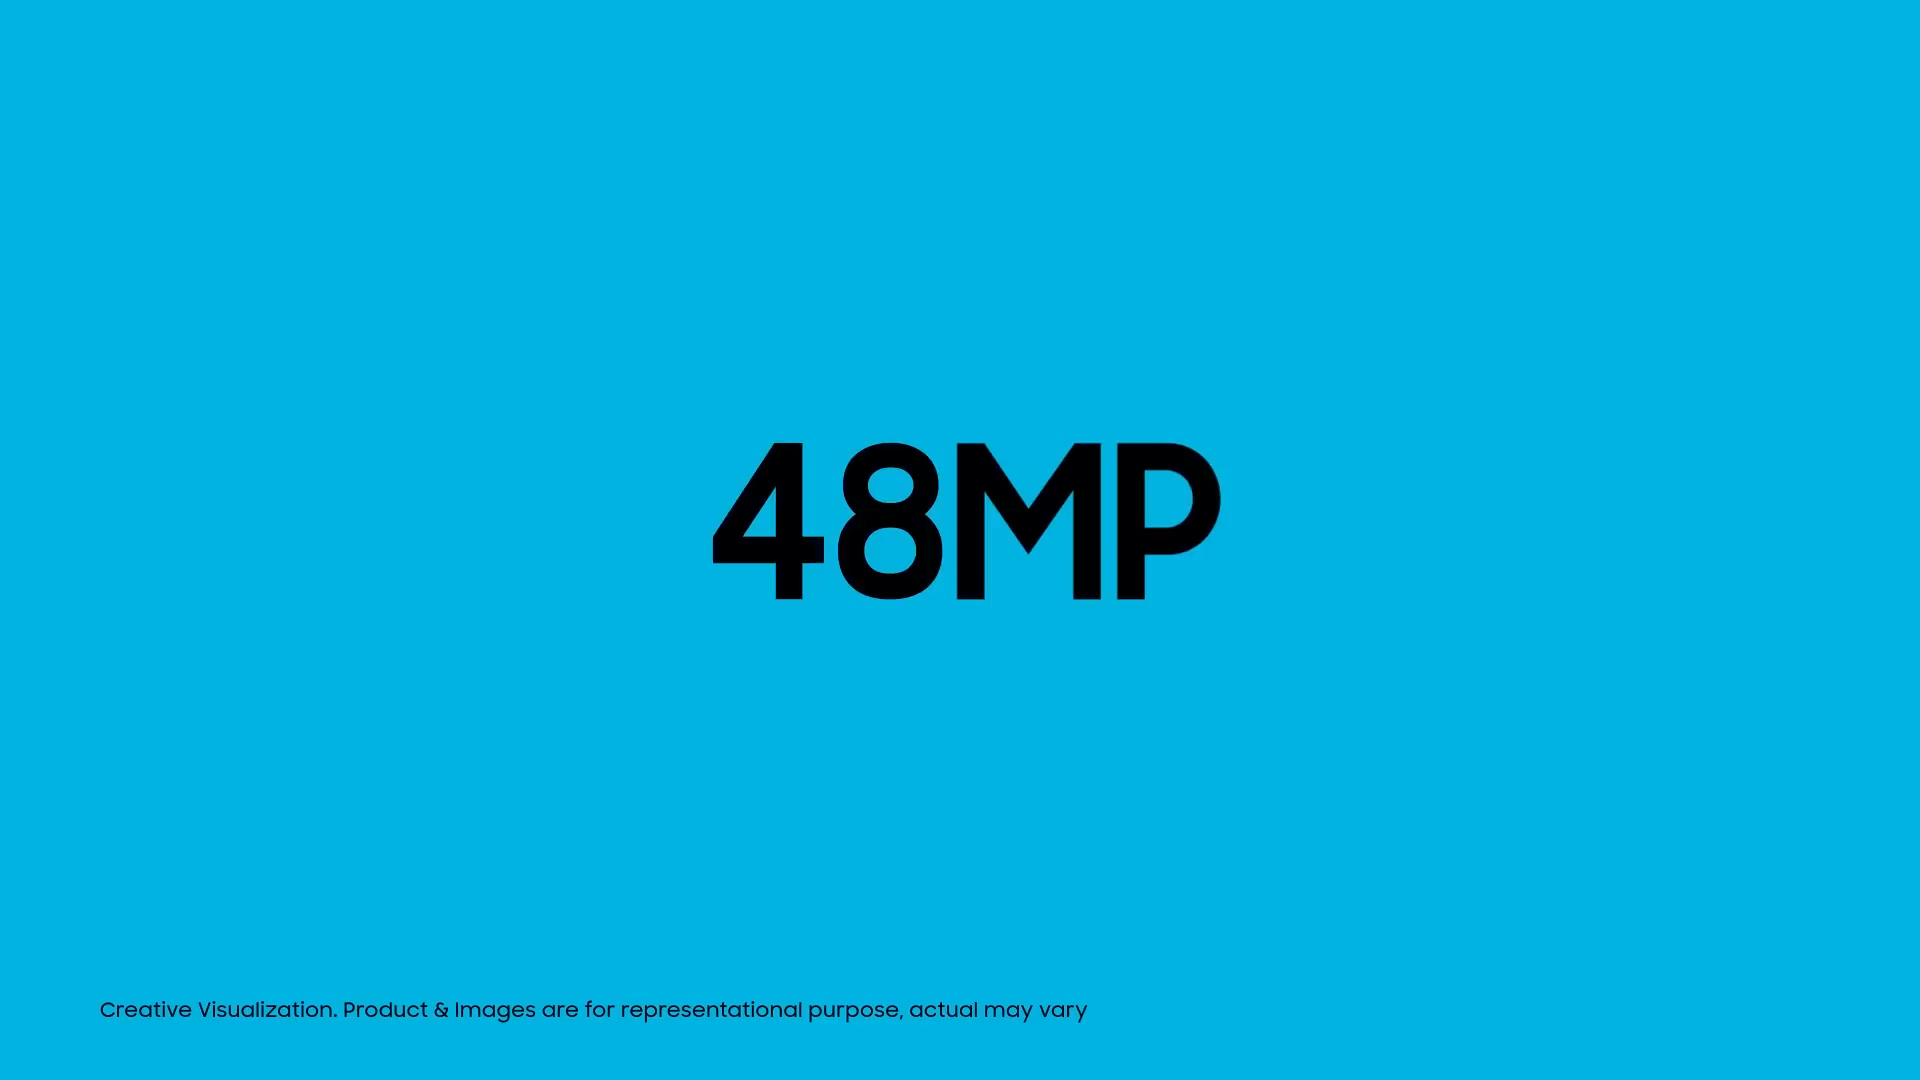 48MP
Creative Visualization. Product & Images are for representational purpose, actual may vary